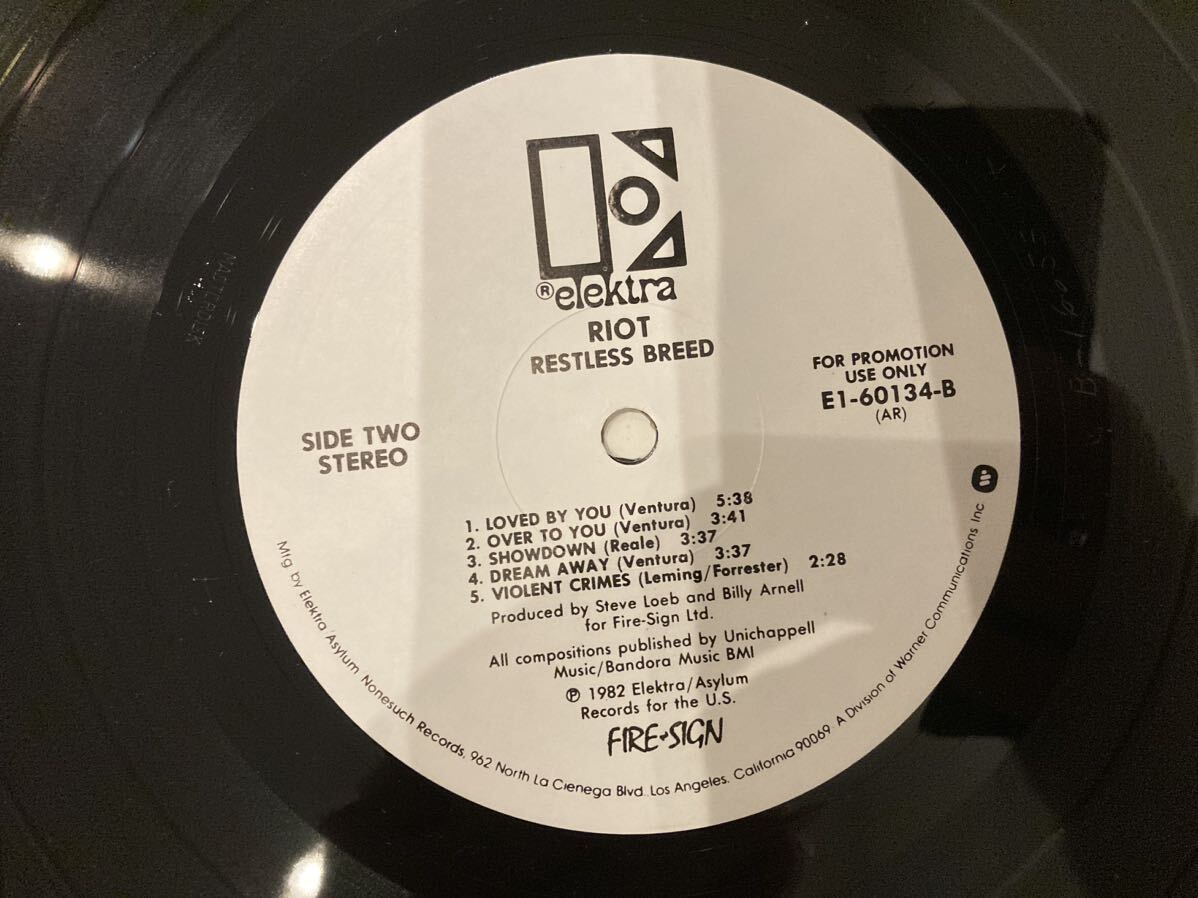 ® elektra
RIOT
RESTLESS BREED
FOR PROMOTION
USE ONLY
E1-60134-B
(AR)
SIDE TWO
STEREO
1. LOVED BY YOU (Ventura) 5:38
2. OVER TO YOU (Ventura) 3:41
3. SHOWDOWN (Reale) 3:37
4. DREAM AWAY (Ventura) 3:37
5. VIOLENT CRIMES (Leming/Forrester) 2:28
Produced by Steve Loeb and Billy Arnell
for Fire-Sign Ltd.
All compositions published by Unichappell
Music/Bandora Music BMI
℗ 1982 Elektra/Asylum
Records for the U.S.
FIRE-SIGN
Mfg by Elektra/Asylum Nonesuch Records, 962 North La Cienega Blvd., Los Angeles, California 90069. A Division of Warner Communications Inc